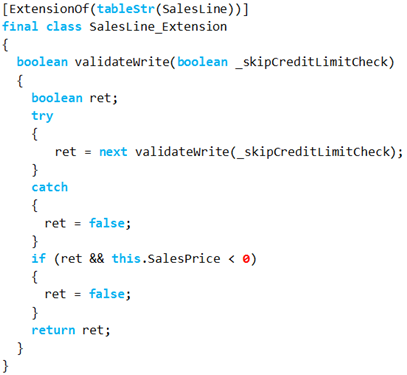 [ExtensionOf(tableStr(SalesLine))]
final class SalesLine_Extension
{
  boolean validateWrite(boolean _skipCreditLimitCheck)
  {
    boolean ret;
    try
    {
       ret = next validateWrite(_skipCreditLimitCheck);
    }
    catch
    {
      ret = false;
    }
    if (ret && this.SalesPrice < 0)
    {
      ret = false;
    }
    return ret;
  }
}